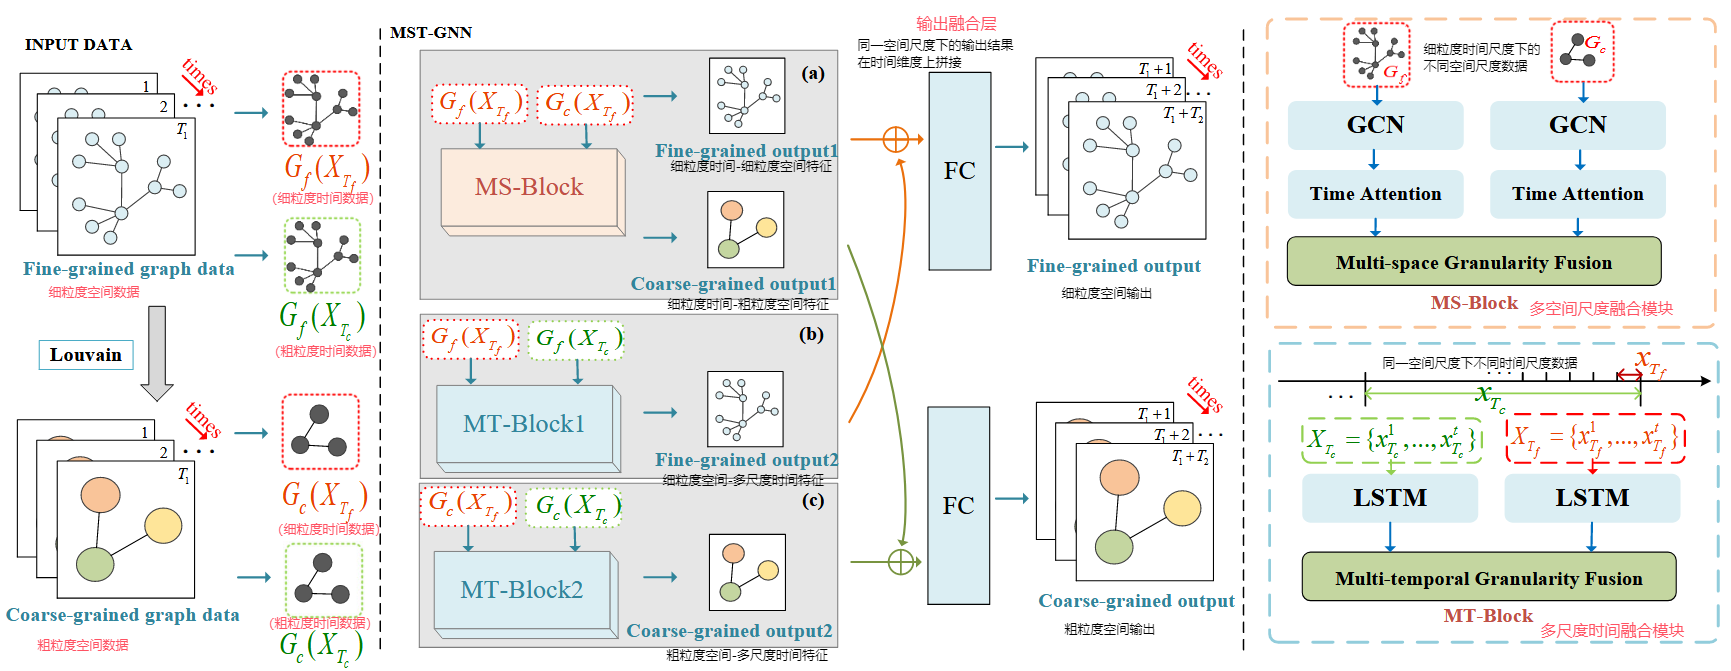 INPUT DATA
times
1
2
T1
. . .
Gf(XTf)
(细粒度时间数据)
Fine-grained graph data
细粒度空间数据
Gf(XTc)
(粗粒度时间数据)
Louvain
times
1
2
T1
. . .
Gc(XTf)
(细粒度时间数据)
Coarse-grained graph data
粗粒度空间数据
(粗粒度时间数据)
Gc(XTc)
MST-GNN
(a)
Gf(XTf)
Gc(XTf)
MS-Block
Fine-grained output1
细粒度时间-细粒度空间特征
Coarse-grained output1
细粒度时间-粗粒度空间特征
(b)
Gf(XTf)
Gf(XTc)
MT-Block1
Fine-grained output2
细粒度空间-多尺度时间特征
(c)
Gc(XTf)
Gc(XTc)
MT-Block2
Coarse-grained output2
粗粒度空间-多尺度时间特征
输出融合层
同一空间尺度下的输出结果
在时间维度上拼接
FC
times
T1+1
T1+2
. . .
T1+T2
Fine-grained output
细粒度空间输出
FC
times
T1+1
T1+2
. . .
T1+T2
Coarse-grained output
粗粒度空间输出
Gf
细粒度时间尺度下的
不同空间尺度数据
Gc
GCN
GCN
Time Attention
Time Attention
Multi-space Granularity Fusion
MS-Block 多空间尺度融合模块
同一空间尺度下不同时间尺度数据
xTf
. . .
. . .
xTc
XTc = {x1Tc,...,xtTc}
XTf = {x1Tf,...,xtTf}
LSTM
LSTM
Multi-temporal Granularity Fusion
MT-Block
多尺度时间融合模块